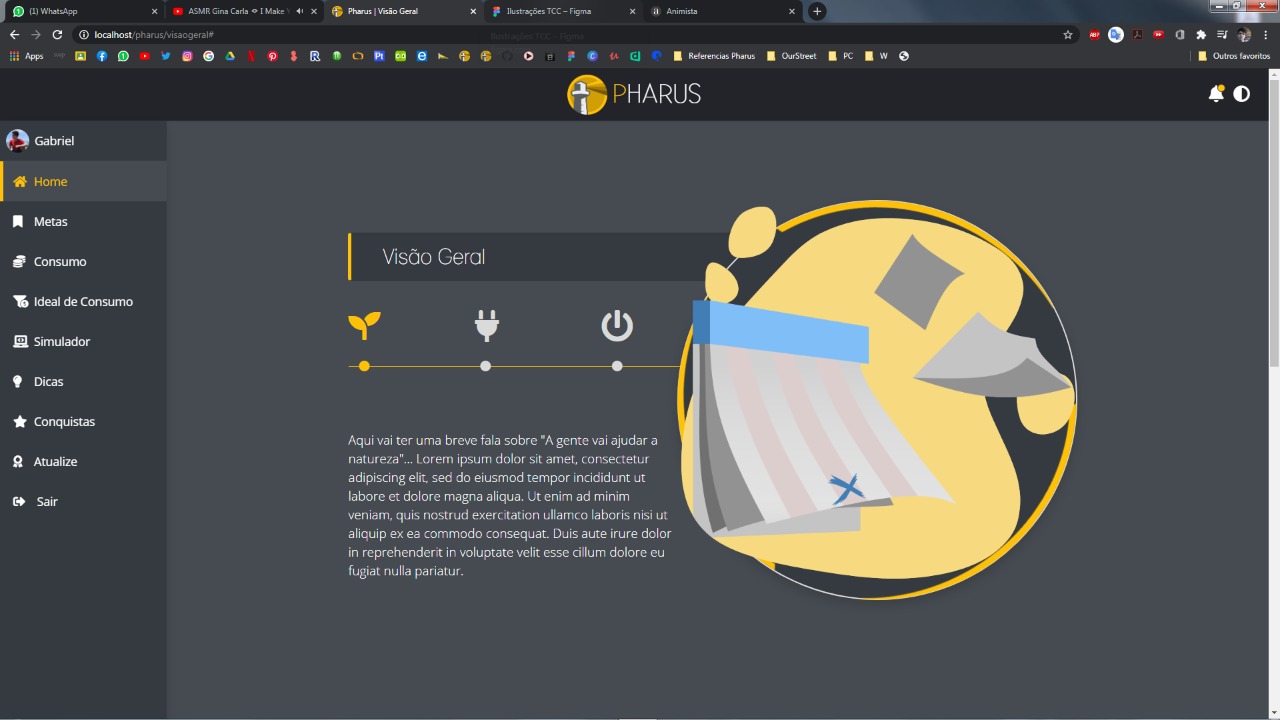 (1) WhatsApp
ASMR Gina Carla
I Make
Pharus | Visão Geral
Ilustrações TCC – Figma
Animista
localhost/pharus/visaogeral#
Ilustrações TCC – Figma
Apps
Referencias Pharus
OurStreet
PC
W
Outros favoritos
PHARUS
Gabriel
Home
Metas
Consumo
Ideal de Consumo
Simulador
Dicas
Conquistas
Atualize
Sair
Visão Geral
Aqui vai ter uma breve fala sobre "A gente vai ajudar a
natureza"... Lorem ipsum dolor sit amet, consectetur
adipiscing elit, sed do eiusmod tempor incididunt ut
labore et dolore magna aliqua. Ut enim ad minim
veniam, quis nostrud exercitation ullamco laboris nisi ut
aliquip ex ea commodo consequat. Duis aute irure dolor
in reprehenderit in voluptate velit esse cillum dolore eu
fugiat nulla pariatur.